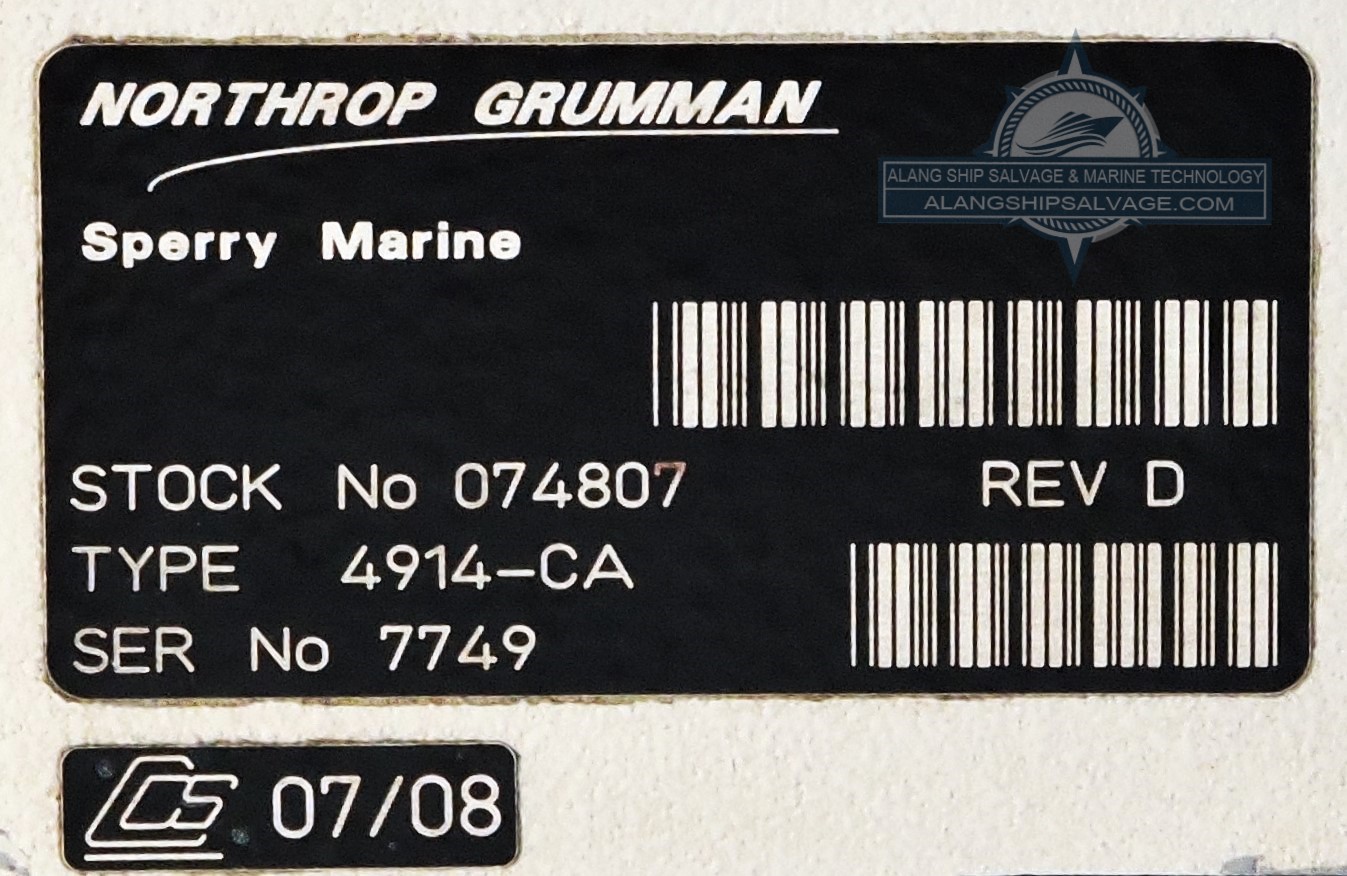 NORTHROP GRUMMAN
ALANG SHIP SALVAGE & MARINE TECHNOLOGY
ALANGSHIPSALVAGE.COM
Sperry Marine
STOCK No 074807 REV D
TYPE 4914-CA
SER No 7749
CS 07/08